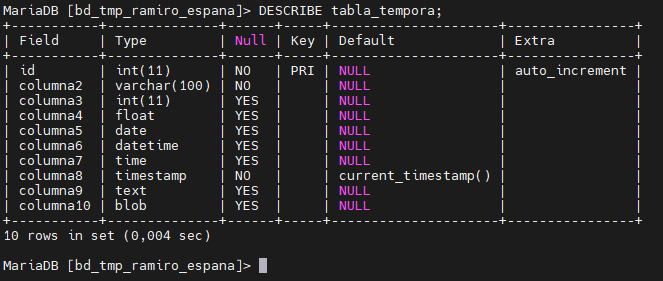 MariaDB [bd_tmp_ramiro_espana]> DESCRIBE tabla_tempora;
+-----------+--------------+------+-----+---------------------+----------------+
| Field     | Type         | Null | Key | Default             | Extra          |
+-----------+--------------+------+-----+---------------------+----------------+
| id        | int(11)      | NO   | PRI | NULL                | auto_increment |
| columna2  | varchar(100) | NO   |     | NULL                |                |
| columna3  | int(11)      | YES  |     | NULL                |                |
| columna4  | float        | YES  |     | NULL                |                |
| columna5  | date         | YES  |     | NULL                |                |
| columna6  | datetime     | YES  |     | NULL                |                |
| columna7  | time         | YES  |     | NULL                |                |
| columna8  | timestamp    | NO   |     | current_timestamp() |                |
| columna9  | text         | YES  |     | NULL                |                |
| columna10 | blob         | YES  |     | NULL                |                |
+-----------+--------------+------+-----+---------------------+----------------+
10 rows in set (0,004 sec)
MariaDB [bd_tmp_ramiro_espana]>